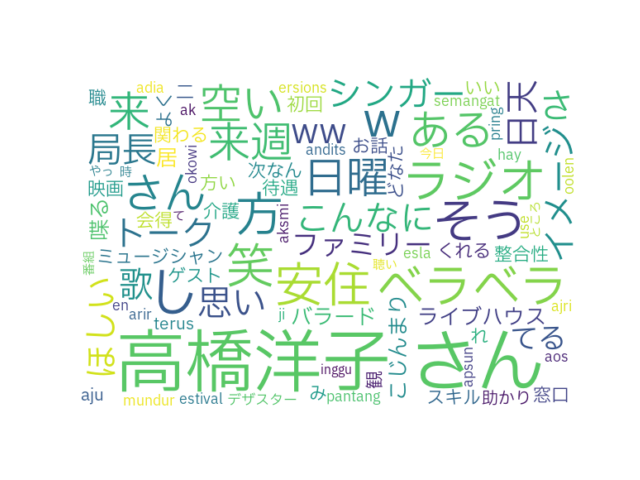 adia
二
ersions
シンガー
いい
職
来
よく
ak
空い
初回
semangat
日天
さ
局長
関わる
来週
ww
w
お話
ある
pring
イメージ
andits
どなた
今日
hay
oolen
やっ
時
居
okowi
次なん
映画
さん
方い
待遇
日曜
ラジオ
喋る
会得
て
介護
方
aksmi
こんなに
そう
use
ところ
トーク
ミュージシャン
ファミリー
くれる
整合性
番組
歌
ゲスト
笑
聴い
esla
ほしい
し
思い
安住
ベラベラ
en
arir
terus
ji
バラード
こじんまり
ライブハウス
ajri
れ
てる
高橋洋子
さん
inggu
観
apsun
aos
aju
mundur
estival
デザスター
み
pantang
スキル
助かり
窓口